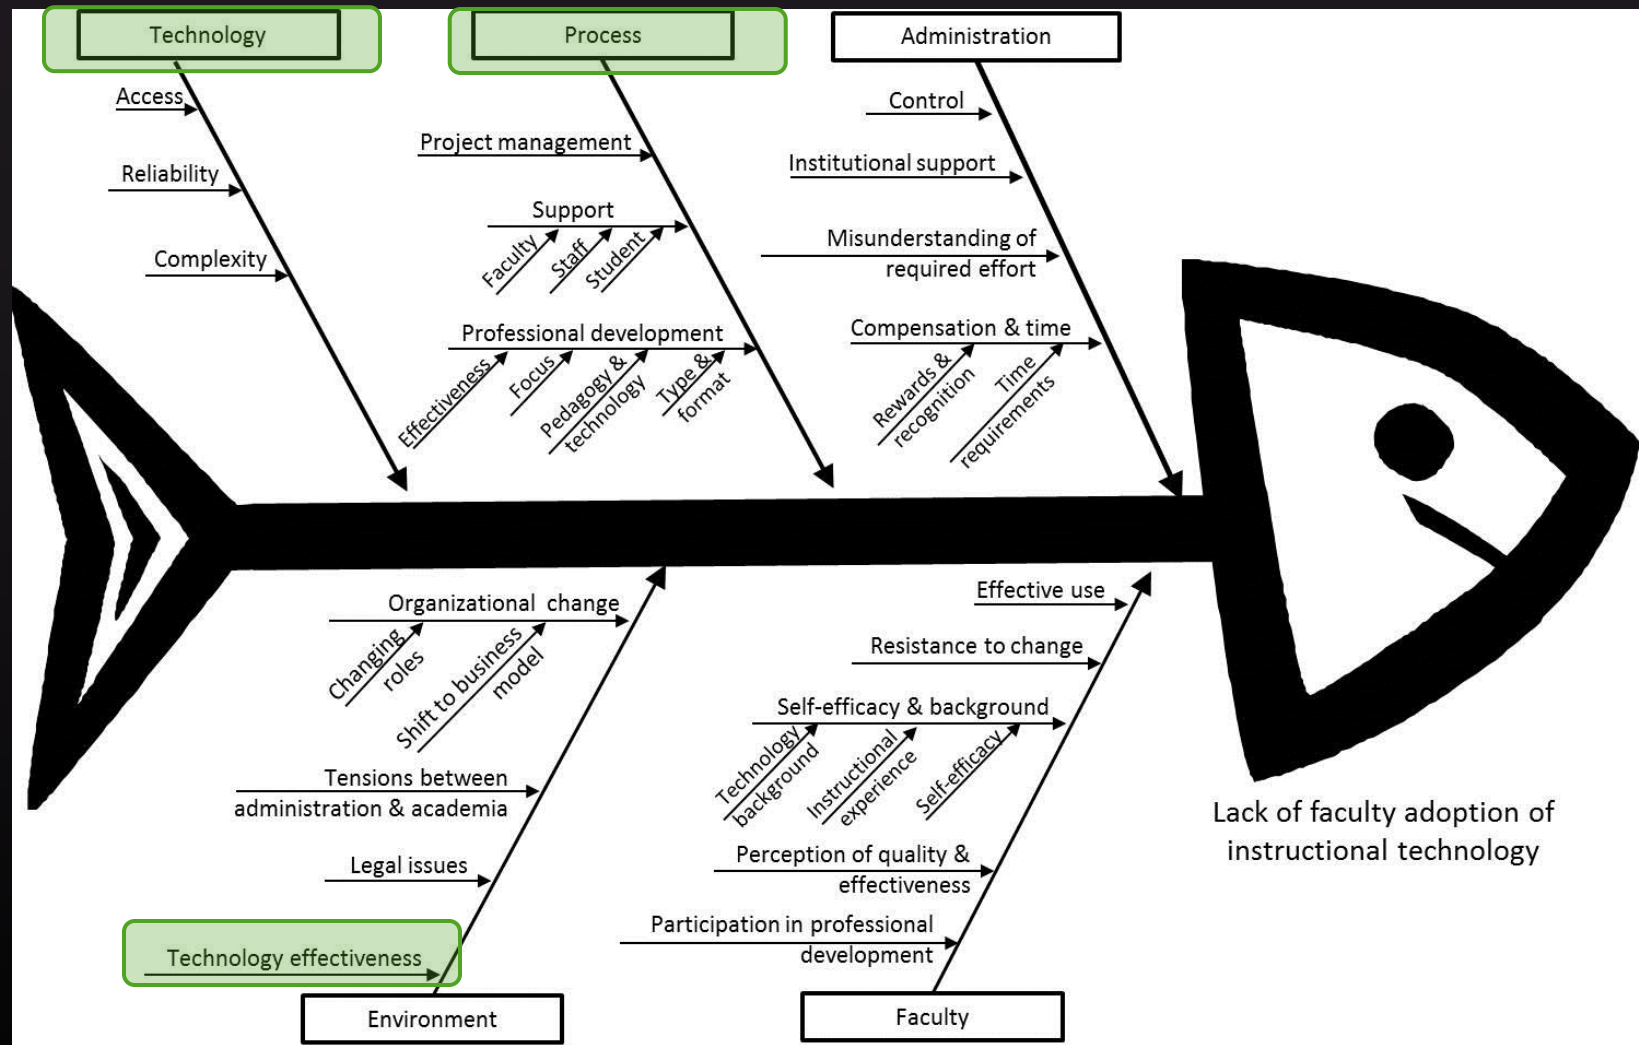 Technology
Process
Administration
Access
Reliability
Complexity
Project management
Support
Faculty
Staff
Student
Professional development
Effectiveness
Focus
Pedagogy &
technology
Type &
format
Control
Institutional support
Misunderstanding of
required effort
Compensation & time
Rewards &
recognition
Time
requirements
Organizational change
Changing
roles
Shift to business
model
Tensions between
administration & academia
Legal issues
Technology effectiveness
Environment
Effective use
Resistance to change
Self-efficacy & background
Technology
background
Instructional
experience
Self-efficacy
Perception of quality &
effectiveness
Participation in professional
development
Faculty
Lack of faculty adoption of
instructional technology